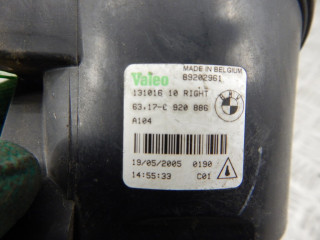 Valeo
MADE IN BELGIUM
89202961
131016 10 RIGHT
63.17-C 920 886
A104
19/05/2005 0190
14:55:33 C01